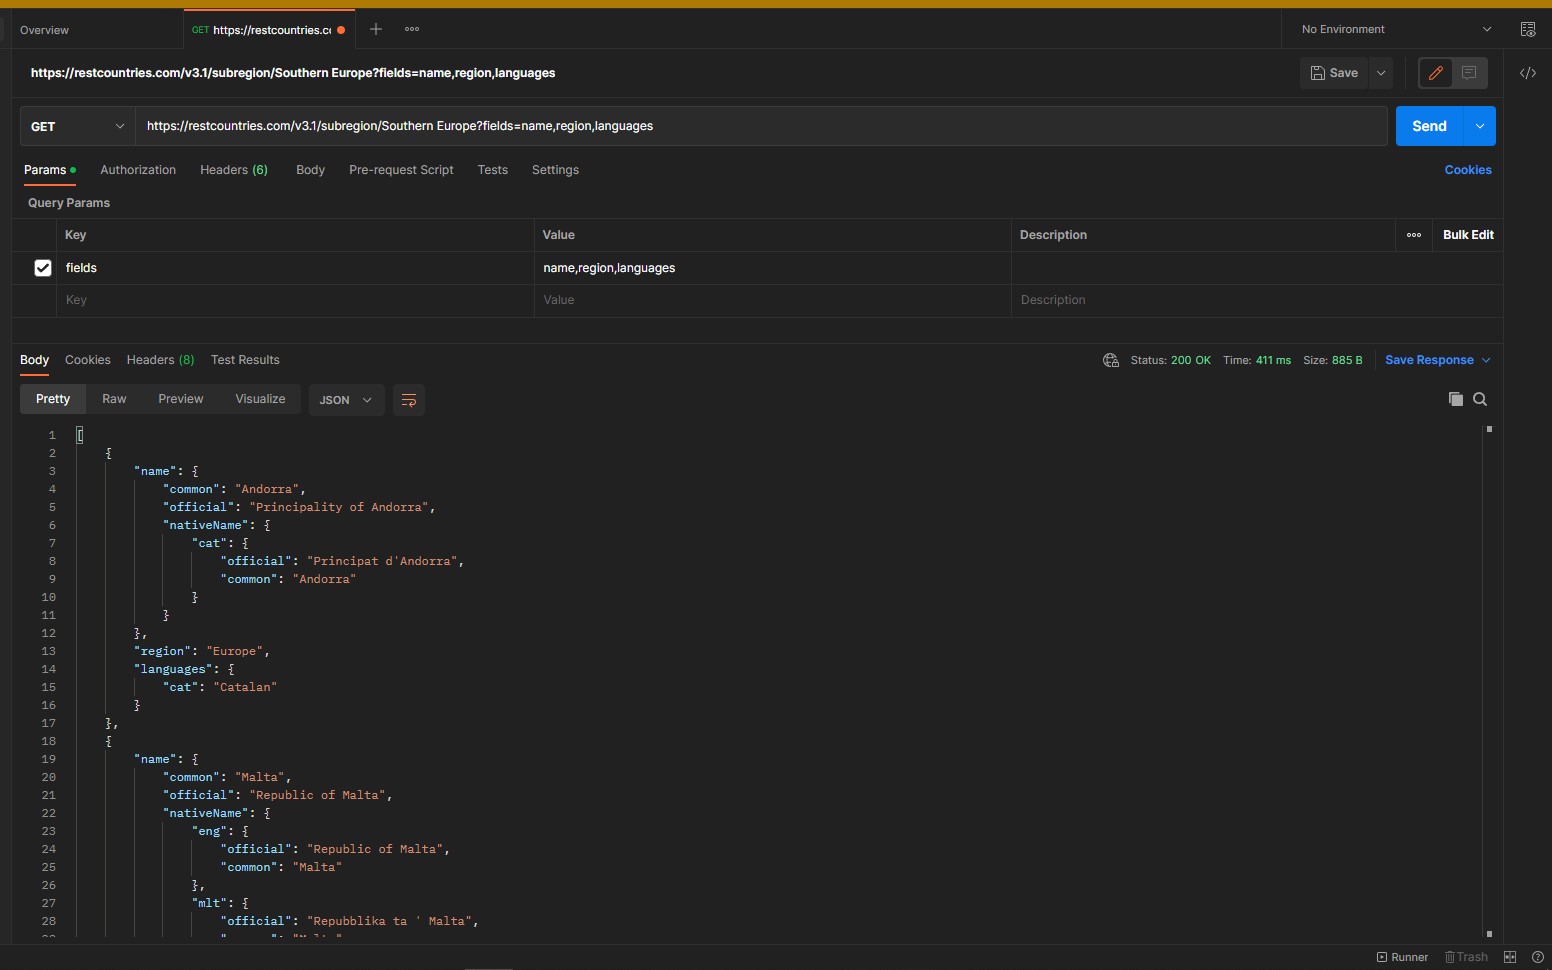 Overview
GET https://restcountries.cc
No Environment
https://restcountries.com/v3.1/subregion/Southern Europe?fields=name,region,languages
Save
GET
https://restcountries.com/v3.1/subregion/Southern Europe?fields=name,region,languages
Send
Params
Authorization
Headers (6)
Body
Pre-request Script
Tests
Settings
Cookies
Query Params
Key
Value
Description
Bulk Edit
fields
name,region,languages
Key
Value
Description
Body
Cookies
Headers (8)
Test Results
Status: 200 OK
Time: 411 ms
Size: 885 B
Save Response
Pretty
Raw
Preview
Visualize
JSON
1 [
2 {
3 "name": {
4 "common": "Andorra",
5 "official": "Principality of Andorra",
6 "nativeName": {
7 "cat": {
8 "official": "Principat d'Andorra",
9 "common": "Andorra"
10 }
11 }
12 },
13 "region": "Europe",
14 "languages": {
15 "cat": "Catalan"
16 }
17 },
18 {
19 "name": {
20 "common": "Malta",
21 "official": "Republic of Malta",
22 "nativeName": {
23 "eng": {
24 "official": "Republic of Malta",
25 "common": "Malta"
26 },
27 "mlt": {
28 "official": "Repubblika ta ' Malta",
Runner
Trash